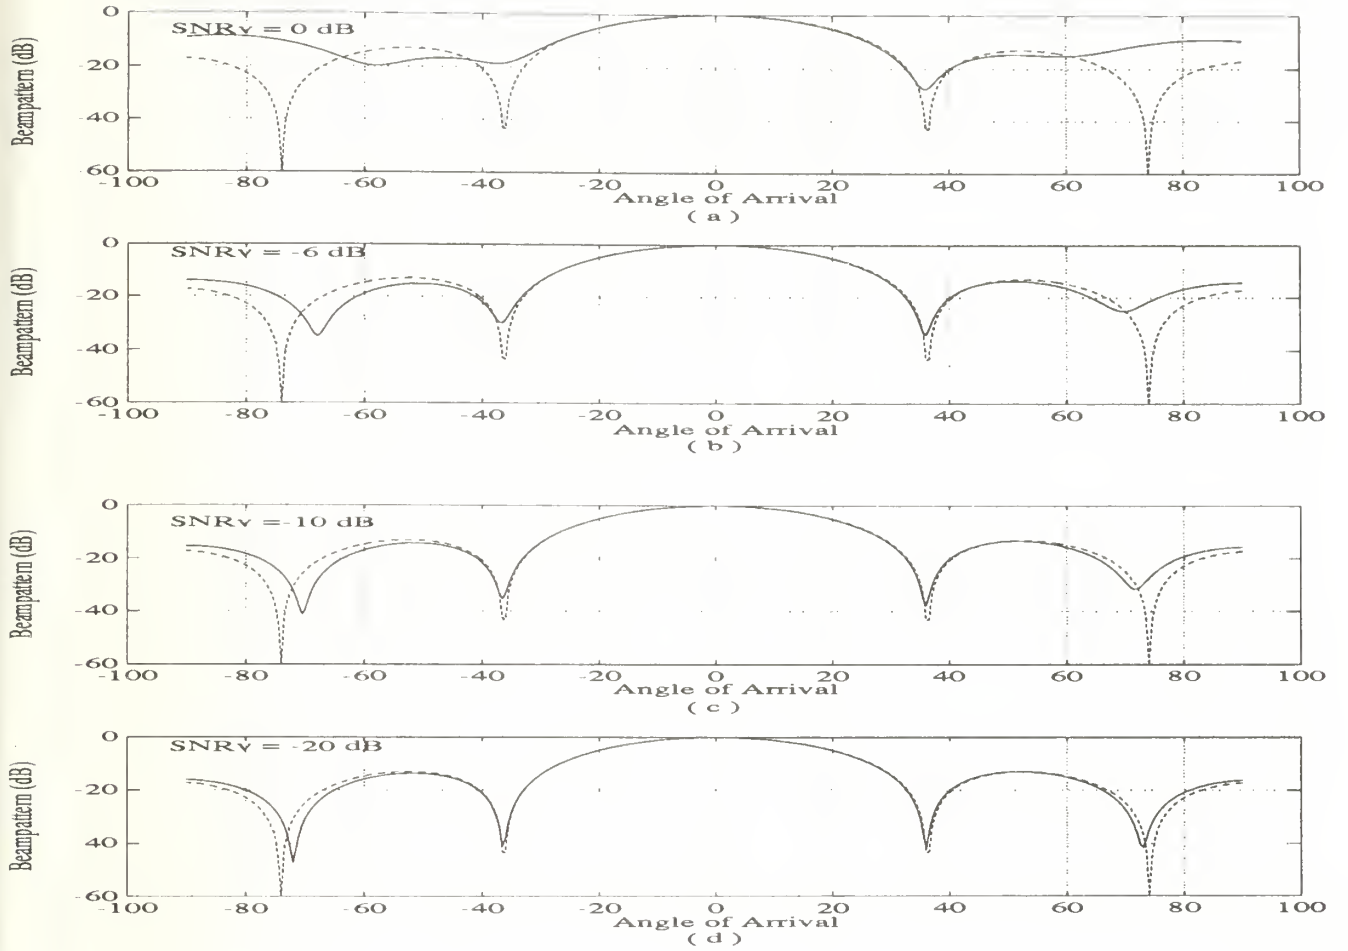 SNRv = 0 dB
Beampattern (dB)
0
-20
-40
-60
-100 -80 -60 -40 -20 0 20 40 60 80 100
Angle of Arrival
( a )
SNRv = -6 dB
Beampattern (dB)
0
-20
-40
-60
-100 -80 -60 -40 -20 0 20 40 60 80 100
Angle of Arrival
( b )
SNRv = -10 dB
Beampattern (dB)
0
-20
-40
-60
-100 -80 -60 -40 -20 0 20 40 60 80 100
Angle of Arrival
( c )
SNRv = -20 dB
Beampattern (dB)
0
-20
-40
-60
-100 -80 -60 -40 -20 0 20 40 60 80 100
Angle of Arrival
( d )